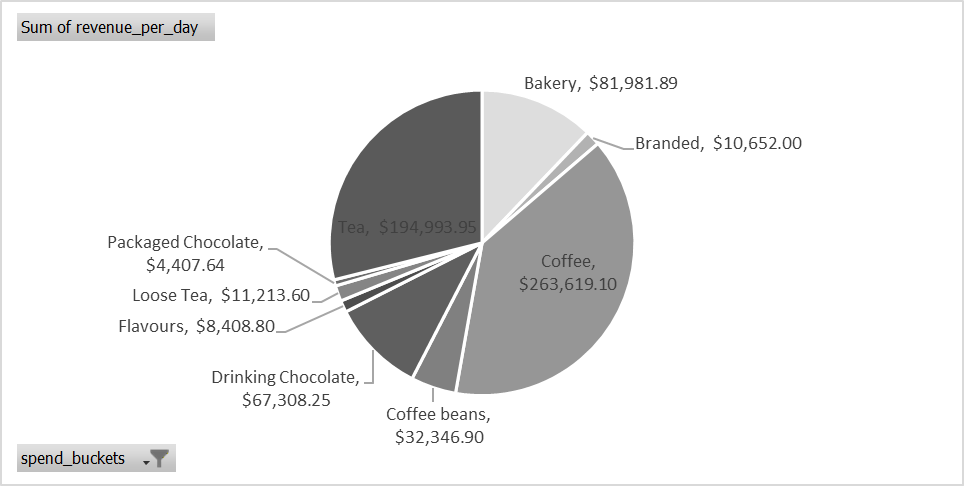 Sum of revenue_per_day
Bakery,  $81,981.89
Branded,  $10,652.00
Tea,  $194,993.95
Packaged Chocolate,
$4,407.64
Coffee,
$263,619.10
Loose Tea,  $11,213.60
Flavours,  $8,408.80
Drinking Chocolate,
$67,308.25
Coffee beans,
$32,346.90
spend_buckets